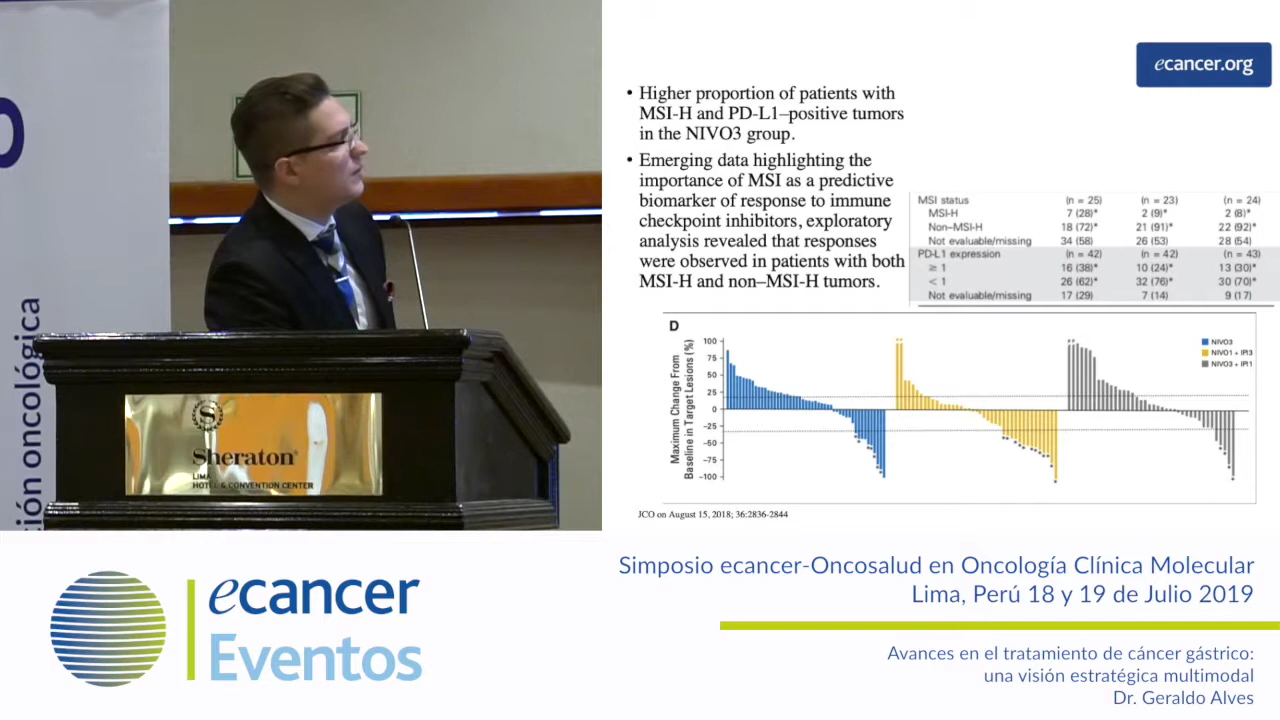 ción oncológica
S
Sheraton
LIMA
HOTEL & CONVENTION CENTER
ecancer.org
• Higher proportion of patients with
MSI-H and PD-L1–positive tumors
in the NIVO3 group.
• Emerging data highlighting the
importance of MSI as a predictive
biomarker of response to immune
checkpoint inhibitors, exploratory
analysis revealed that responses
were observed in patients with both
MSI-H and non–MSI-H tumors.
MSI status (n = 25) (n = 23) (n = 24)
MSI-H 7 (28)* 2 (9)* 2 (8)*
Non–MSI-H 18 (72)* 21 (91)* 22 (92)*
Not evaluable/missing 34 (58) 26 (53) 28 (54)
PD-L1 expression (n = 42) (n = 42) (n = 43)
≥ 1 16 (38)* 10 (24)* 13 (30)*
< 1 26 (62)* 32 (76)* 30 (70)*
Not evaluable/missing 17 (29) 7 (14) 9 (17)
D
Maximum Change From
Baseline in Target Lesions (%)
100
75
50
25
0
–25
–50
–75
–100
NIVO3
NIVO1 + IPI3
NIVO3 + IPI1
JCO on August 15, 2018; 36:2836-2844
ecancer
Eventos
Simposio ecancer-Oncosalud en Oncología Clínica Molecular
Lima, Perú 18 y 19 de Julio 2019
Avances en el tratamiento de cáncer gástrico:
una visión estratégica multimodal
Dr. Geraldo Alves